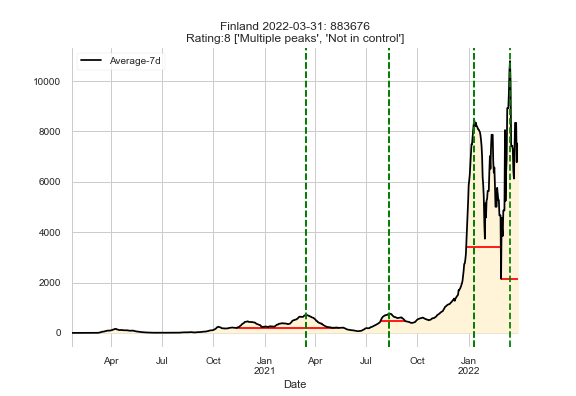 Finland 2022-03-31: 883676
Rating:8 ['Multiple peaks', 'Not in control']
Average-7d
10000
8000
6000
4000
2000
0
Apr
Jul
Oct
Jan
2021
Apr
Jul
Oct
Jan
2022
Date